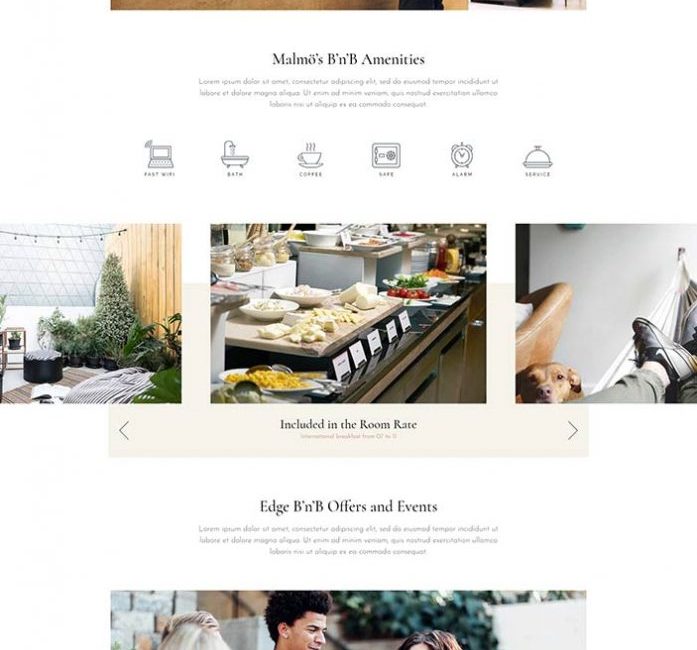 Malmö's B'n'B Amenities
Lorem ipsum dolor sit amet, consectetur adipiscing elit, sed do eiusmod tempor incididunt ut
labore et dolore magna aliqua. Ut enim ad minim veniam, quis nostrud exercitation ullamco
laboris nisi ut aliquip ex ea commodo consequat.
FAST WIFI BATH COFFEE SAFE ALARM SERVICE
Included in the Room Rate
International breakfast from 07 to 11
Edge B'n'B Offers and Events
Lorem ipsum dolor sit amet, consectetur adipiscing elit, sed do eiusmod tempor incididunt ut
labore et dolore magna aliqua. Ut enim ad minim veniam, quis nostrud exercitation ullamco
laboris nisi ut aliquip ex ea commodo consequat.